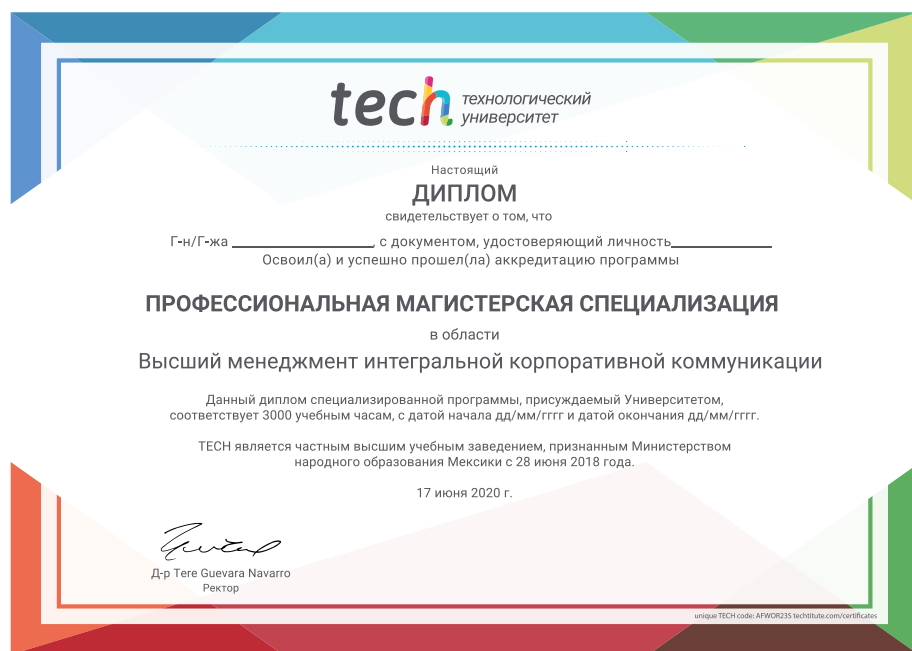 tech технологический
университет
Настоящий
ДИПЛОМ
свидетельствует о том, что
Г-н/Г-жа ____________, с документом, удостоверяющий личность____________
Освоил(а) и успешно прошел(ла) аккредитацию программы
ПРОФЕССИОНАЛЬНАЯ МАГИСТЕРСКАЯ СПЕЦИАЛИЗАЦИЯ
в области
Высший менеджмент интегральной корпоративной коммуникации
Данный диплом специализированной программы, присуждаемый Университетом,
соответствует 3000 учебным часам, с датой начала дд/мм/гггг и датой окончания дд/мм/гггг.
TECH является частным высшим учебным заведением, признанным Министерством
народного образования Мексики с 28 июня 2018 года.
17 июня 2020 г.
Д-р Tere Guevara Navarro
Ректор
unique TECH code: AFWOR23S techtitute.com/certificates